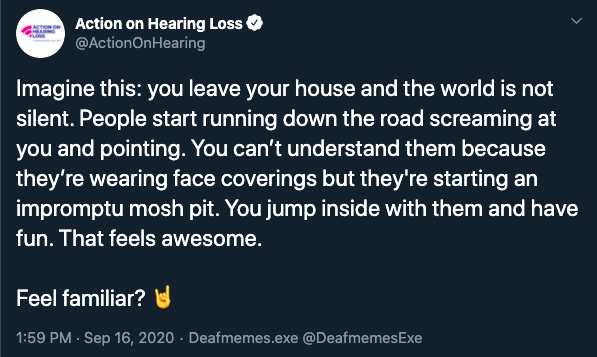 ACTION ON
HEARING
LOSS
Action on Hearing Loss
@ActionOnHearing
Imagine this: you leave your house and the world is not
silent. People start running down the road screaming at
you and pointing. You can’t understand them because
they’re wearing face coverings but they're starting an
impromptu mosh pit. You jump inside with them and have
fun. That feels awesome.
Feel familiar? 🤘
1:59 PM · Sep 16, 2020 · Deafmemes.exe @DeafmemesExe